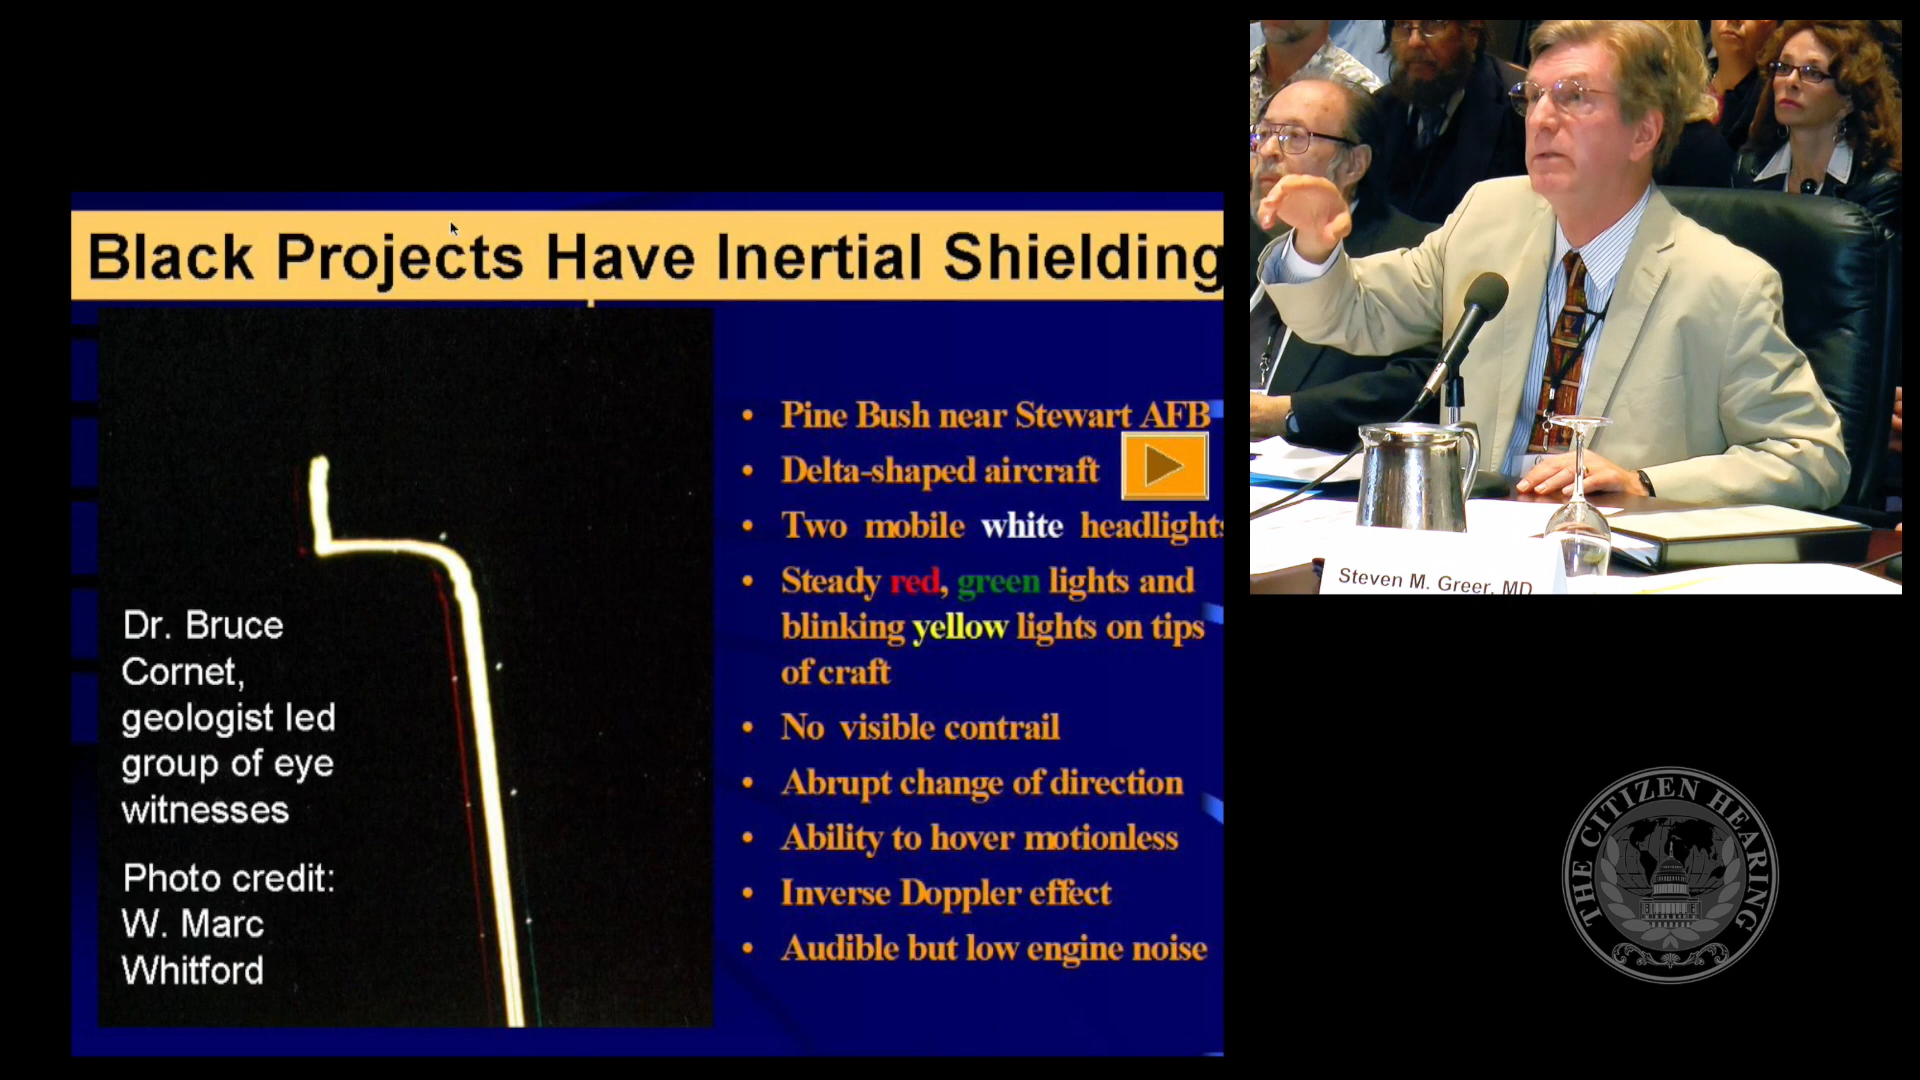 Black Projects Have Inertial Shielding
Dr. Bruce
Cornet,
geologist led
group of eye
witnesses
Photo credit:
W. Marc
Whitford
• Pine Bush near Stewart AFB
• Delta-shaped aircraft
• Two mobile white headlights
• Steady red, green lights and
blinking yellow lights on tips
of craft
• No visible contrail
• Abrupt change of direction
• Ability to hover motionless
• Inverse Doppler effect
• Audible but low engine noise
Steven M. Greer, MD
THE CITIZEN HEARING